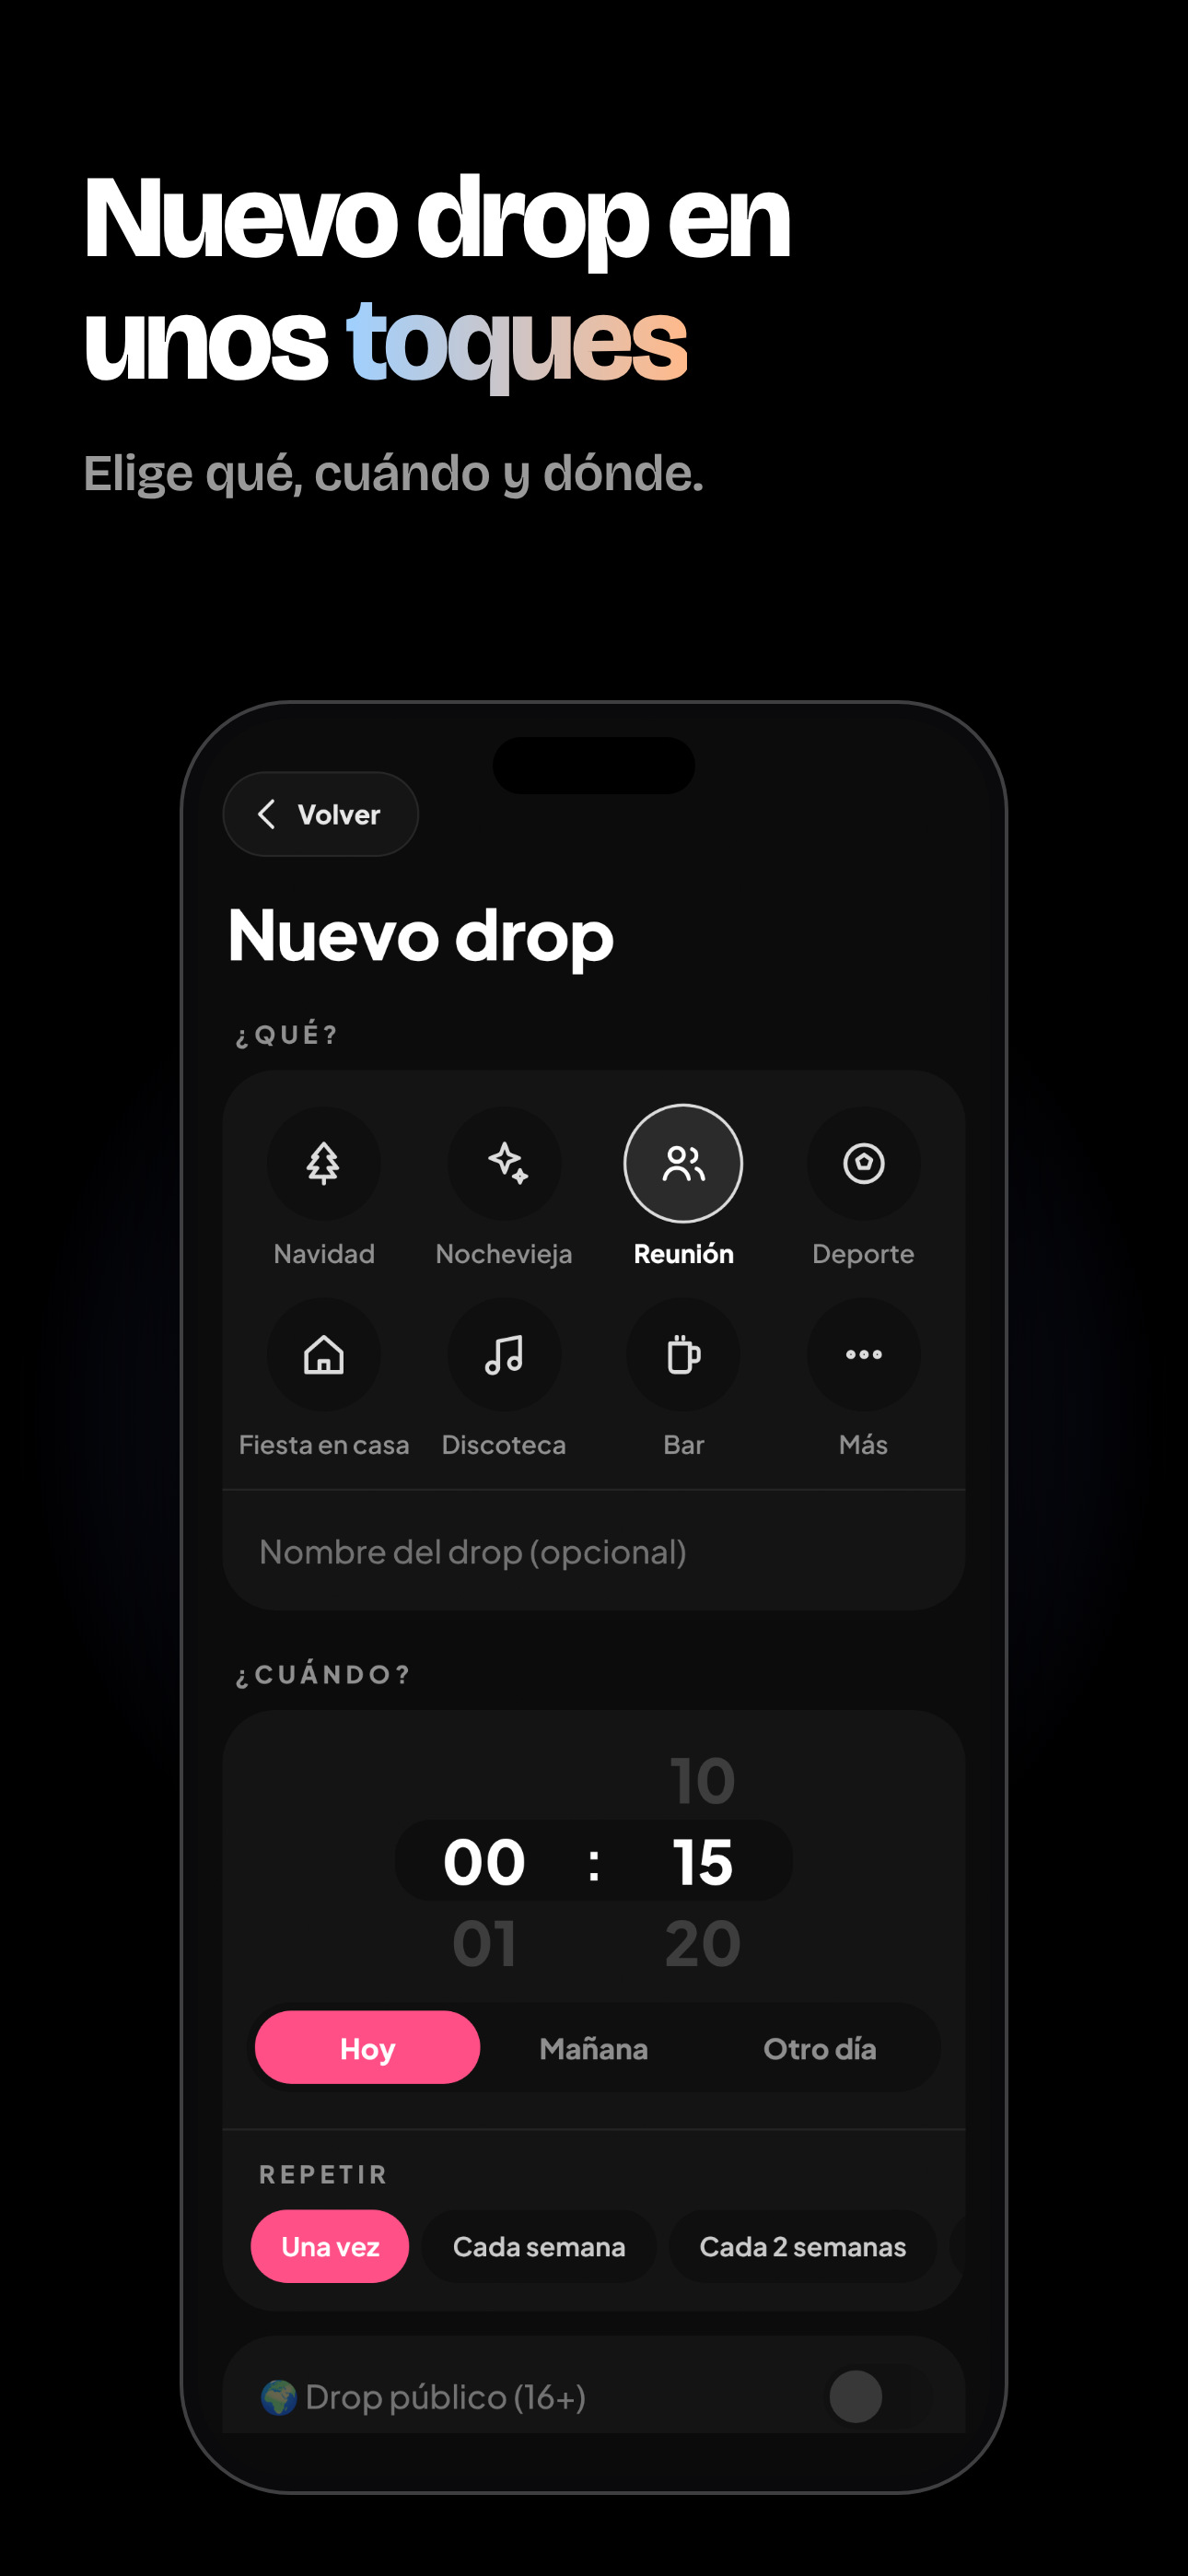 Nuevo drop en
unos toques
Elige qué, cuándo y dónde.
Volver
Nuevo drop
¿QUÉ?
Navidad Nochevieja Reunión Deporte
Fiesta en casa Discoteca Bar Más
Nombre del drop (opcional)
¿CUÁNDO?
10
00 : 15
01 20
Hoy Mañana Otro día
REPETIR
Una vez Cada semana Cada 2 semanas
Drop público (16+)